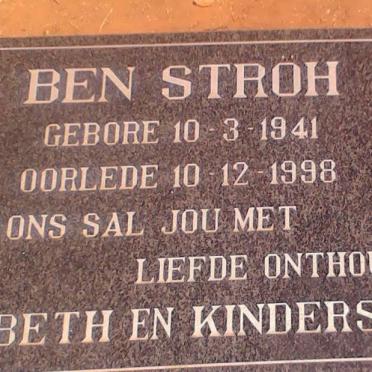 BEN STRÖH
GEBORE 10-3-1941
OORLEDE 10-12-1998
ONS SAL JOU MET
LIEFDE ONTHOU
BETH EN KINDERS